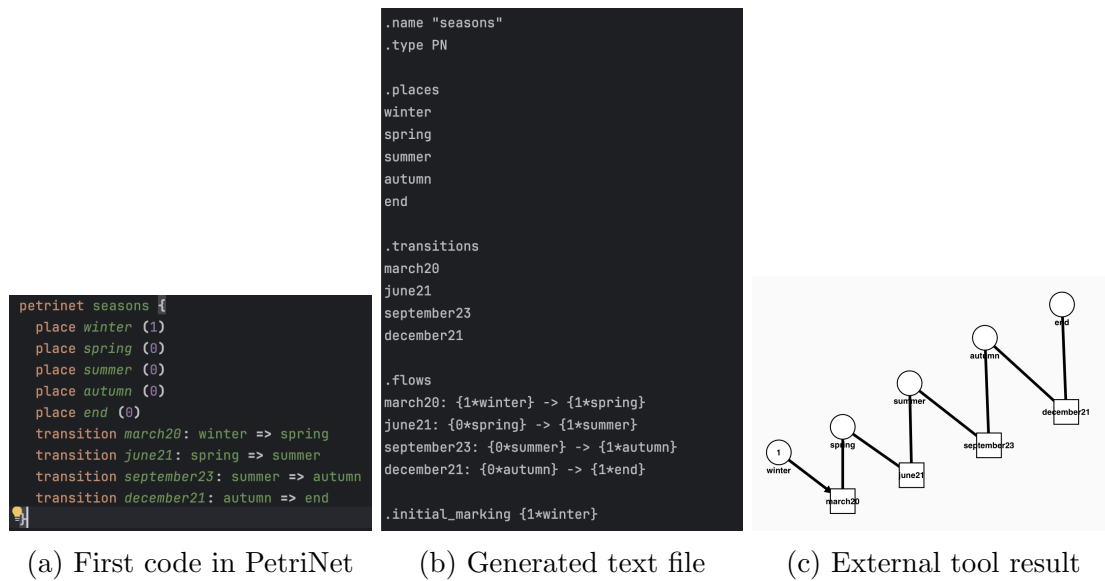 petrinet seasons {
place winter (1)
place spring (0)
place summer (0)
place autumn (0)
place end (0)
transition march20: winter => spring
transition june21: spring => summer
transition september23: summer => autumn
transition december21: autumn => end
}
(a) First code in PetriNet
.name "seasons"
.type PN
.places
winter
spring
summer
autumn
end
.transitions
march20
june21
september23
december21
.flows
march20: {1*winter} -> {1*spring}
june21: {0*spring} -> {1*summer}
september23: {0*summer} -> {1*autumn}
december21: {0*autumn} -> {1*end}
.initial_marking {1*winter}
(b) Generated text file
end
autumn
summer
december21
spring
september23
1
winter
june21
march20
(c) External tool result